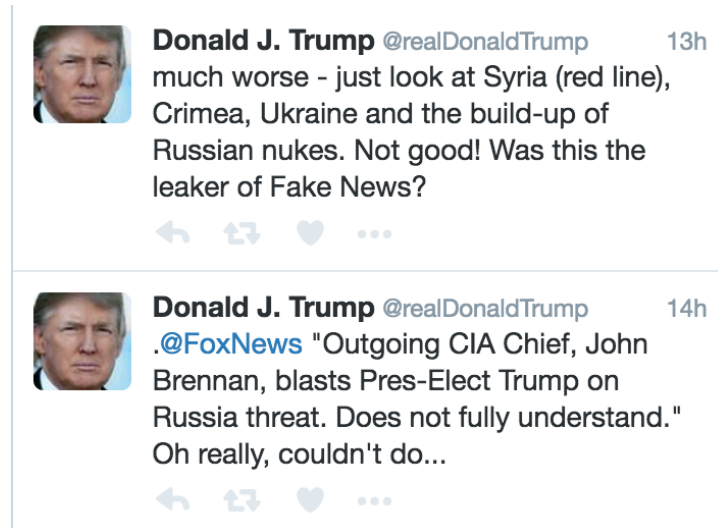 Donald J. Trump @realDonaldTrump 13h
much worse - just look at Syria (red line),
Crimea, Ukraine and the build-up of
Russian nukes. Not good! Was this the
leaker of Fake News?
Donald J. Trump @realDonaldTrump 14h
.@FoxNews "Outgoing CIA Chief, John
Brennan, blasts Pres-Elect Trump on
Russia threat. Does not fully understand."
Oh really, couldn't do...